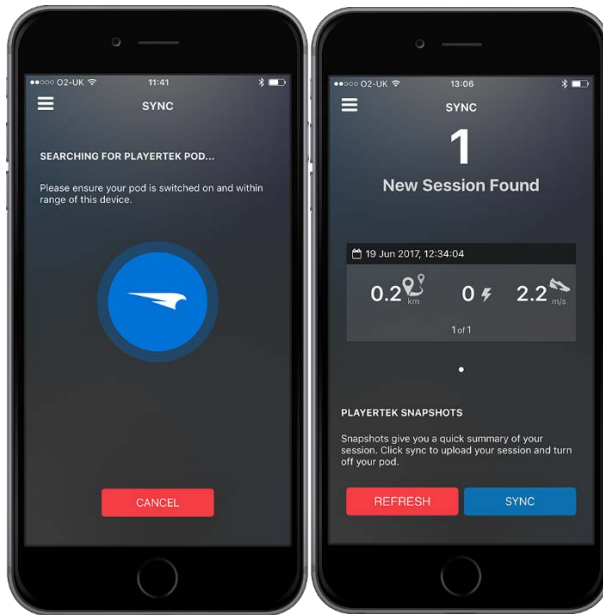 ●●○○○ O2-UK 11:41
SYNC
SEARCHING FOR PLAYERTEK POD...
Please ensure your pod is switched on and within
range of this device.
CANCEL
●●○○○ O2-UK 13:06
SYNC
1
New Session Found
19 Jun 2017, 12:34:04
0.2 km 0 2.2 m/s
1 of 1
PLAYERTEK SNAPSHOTS
Snapshots give you a quick summary of your
session. Click sync to upload your session and turn
off your pod.
REFRESH SYNC